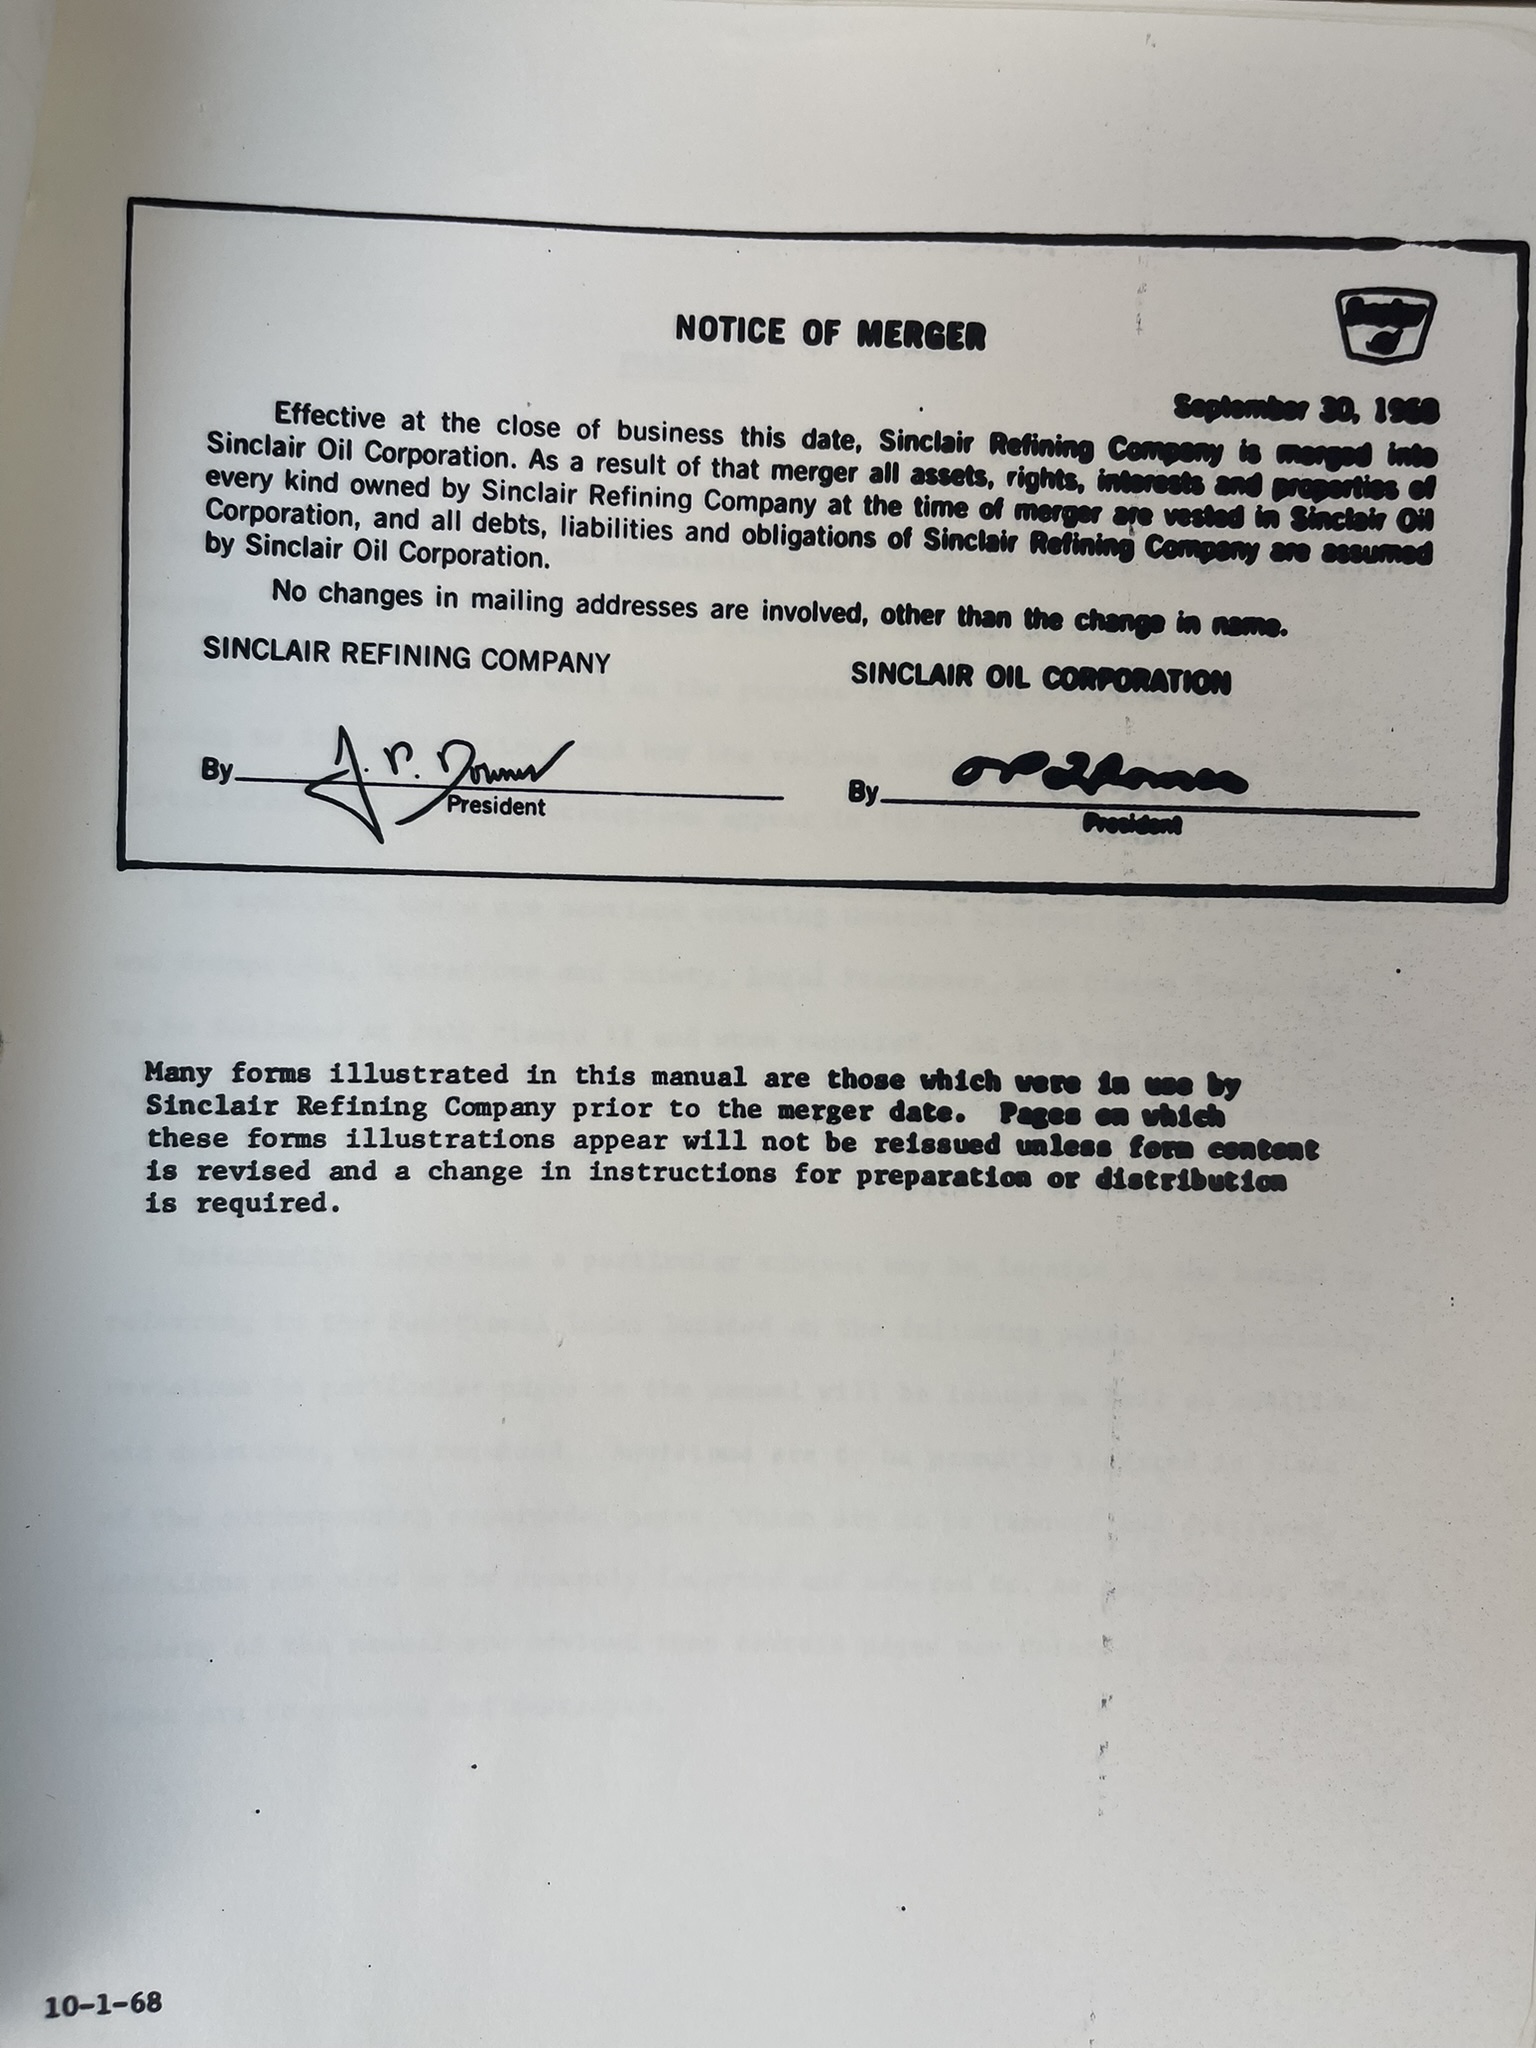 NOTICE OF MERGER
Sinclair
September 30, 1968
Effective at the close of business this date, Sinclair Refining Company is merged into
Sinclair Oil Corporation. As a result of that merger all assets, rights, interests and properties of
every kind owned by Sinclair Refining Company at the time of merger are vested in Sinclair Oil
Corporation, and all debts, liabilities and obligations of Sinclair Refining Company are assumed
by Sinclair Oil Corporation.
No changes in mailing addresses are involved, other than the change in name.
SINCLAIR REFINING COMPANY
SINCLAIR OIL CORPORATION
By
President
By
President
Many forms illustrated in this manual are those which were in use by
Sinclair Refining Company prior to the merger date. Pages on which
these forms illustrations appear will not be reissued unless form content
is revised and a change in instructions for preparation or distribution
is required.
10-1-68